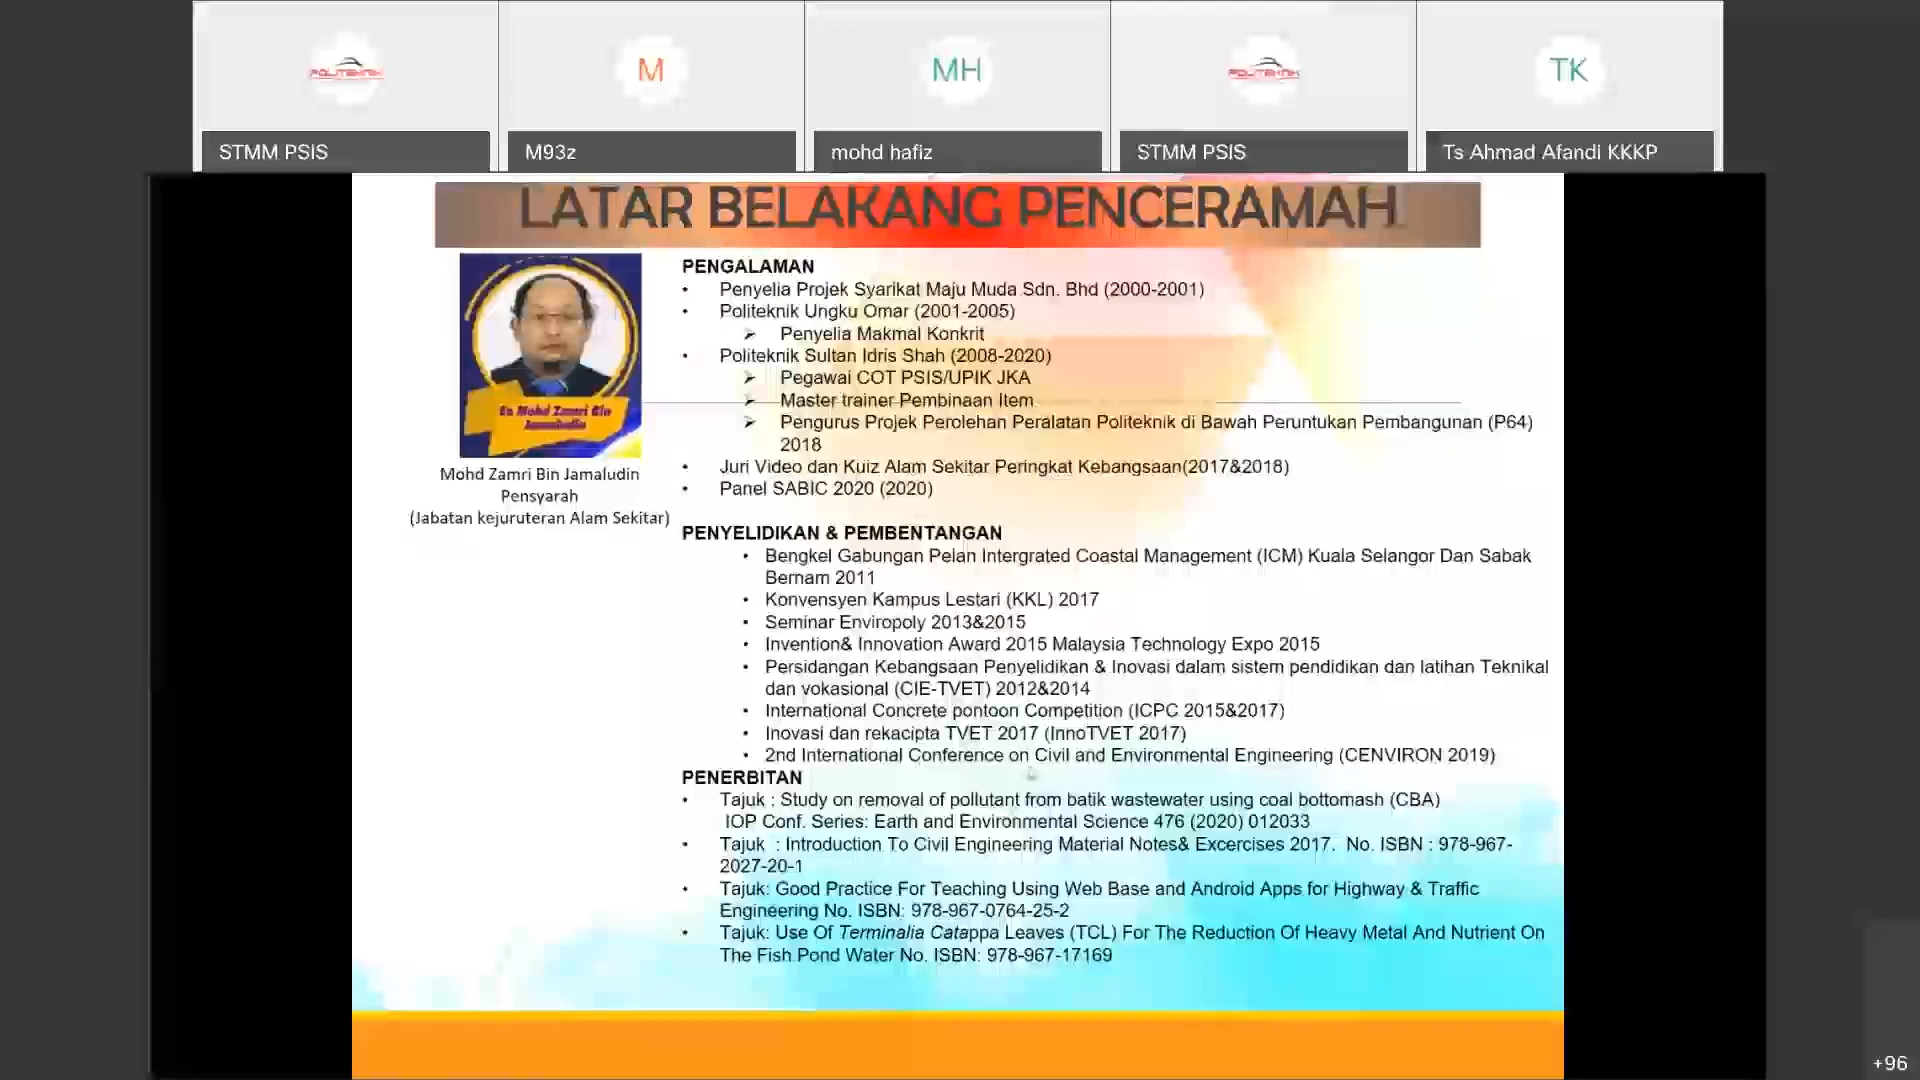 POLITEKNIK
M
MH
POLITEKNIK
TK
STMM PSIS
M93z
mohd hafiz
STMM PSIS
Ts Ahmad Afandi KKKP
LATAR BELAKANG PENCERAMAH
En Mohd Zamri Bin
Jamaludin
Mohd Zamri Bin Jamaludin
Pensyarah
(Jabatan kejuruteran Alam Sekitar)
PENGALAMAN
• Penyelia Projek Syarikat Maju Muda Sdn. Bhd (2000-2001)
• Politeknik Ungku Omar (2001-2005)
➢ Penyelia Makmal Konkrit
• Politeknik Sultan Idris Shah (2008-2020)
➢ Pegawai COT PSIS/UPIK JKA
➢ Master trainer Pembinaan Item
➢ Pengurus Projek Perolehan Peralatan Politeknik di Bawah Peruntukan Pembangunan (P64)
2018
• Juri Video dan Kuiz Alam Sekitar Peringkat Kebangsaan(2017&2018)
• Panel SABIC 2020 (2020)
PENYELIDIKAN & PEMBENTANGAN
• Bengkel Gabungan Pelan Intergrated Coastal Management (ICM) Kuala Selangor Dan Sabak
Bernam 2011
• Konvensyen Kampus Lestari (KKL) 2017
• Seminar Enviropoly 2013&2015
• Invention& Innovation Award 2015 Malaysia Technology Expo 2015
• Persidangan Kebangsaan Penyelidikan & Inovasi dalam sistem pendidikan dan latihan Teknikal
dan vokasional (CIE-TVET) 2012&2014
• International Concrete pontoon Competition (ICPC 2015&2017)
• Inovasi dan rekacipta TVET 2017 (InnoTVET 2017)
• 2nd International Conference on Civil and Environmental Engineering (CENVIRON 2019)
PENERBITAN
• Tajuk : Study on removal of pollutant from batik wastewater using coal bottomash (CBA)
IOP Conf. Series: Earth and Environmental Science 476 (2020) 012033
• Tajuk : Introduction To Civil Engineering Material Notes& Excercises 2017. No. ISBN : 978-967-
2027-20-1
• Tajuk: Good Practice For Teaching Using Web Base and Android Apps for Highway & Traffic
Engineering No. ISBN: 978-967-0764-25-2
• Tajuk: Use Of Terminalia Catappa Leaves (TCL) For The Reduction Of Heavy Metal And Nutrient On
The Fish Pond Water No. ISBN: 978-967-17169
+96